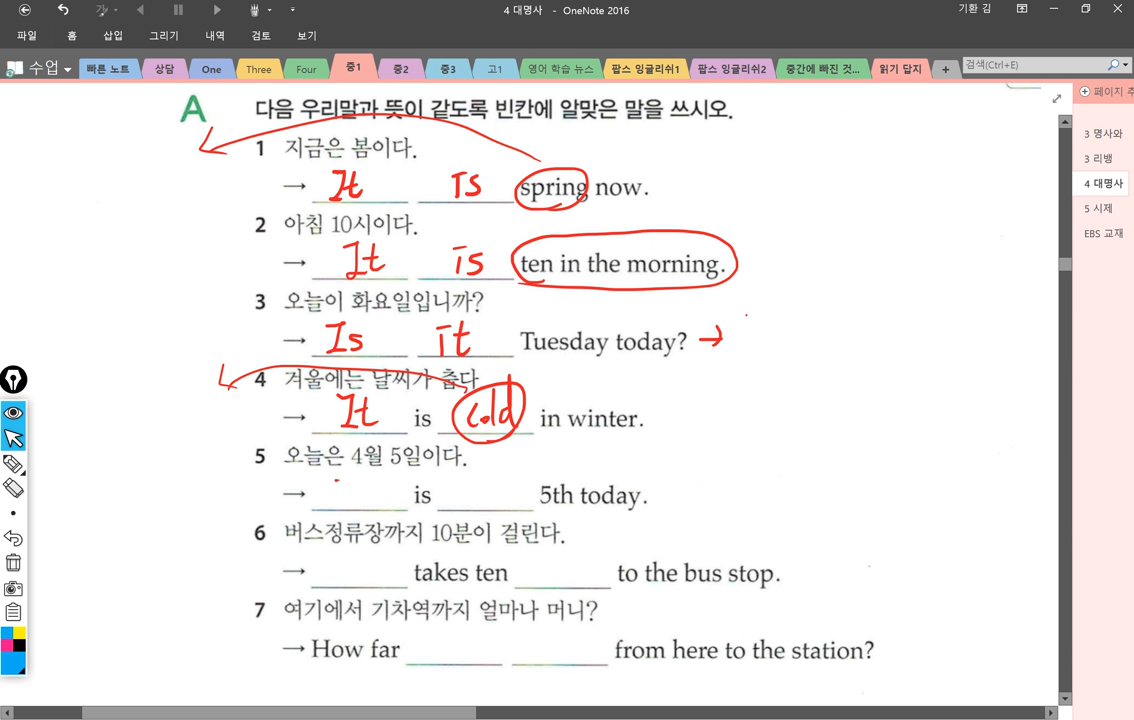 4 대명사 - OneNote 2016
기환 김
파일 홈 삽입 그리기 내역 검토 보기
수업 빠른 노트 상담 One Three Four 중1 중2 중3 고1 영어 학습 뉴스 팝스 잉글리쉬1 팝스 잉글리쉬2 중간에 빠진 것... 읽기 답지 + 검색(Ctrl+E)
페이지 추
3 명사와
3 리뱅
4 대명사
5 시제
EBS 교재
A 다음 우리말과 뜻이 같도록 빈칸에 알맞은 말을 쓰시오.
1 지금은 봄이다.
→ It is spring now.
2 아침 10시이다.
→ It is ten in the morning.
3 오늘이 화요일입니까?
→ Is it Tuesday today? →
4 겨울에는 날씨가 춥다
→ It is cold in winter.
5 오늘은 4월 5일이다.
→ ______ is ______ 5th today.
6 버스정류장까지 10분이 걸린다.
→ ______ takes ten ______ to the bus stop.
7 여기에서 기차역까지 얼마나 머니?
→ How far ______ ______ from here to the station?